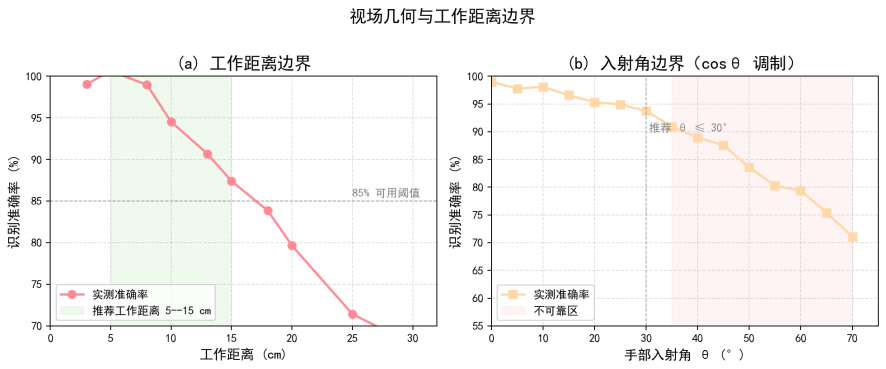 视场几何与工作距离边界
(a) 工作距离边界
100
95
90
85
80
75
70
识别准确率 (%)
85% 可用阈值
实测准确率
推荐工作距离 5--15 cm
0
5
10
15
20
25
30
工作距离 (cm)
(b) 入射角边界（cosθ 调制）
100
95
90
85
80
75
70
65
60
55
识别准确率 (%)
推荐 θ ≤ 30°
实测准确率
不可靠区
0
10
20
30
40
50
60
70
手部入射角 θ (°)